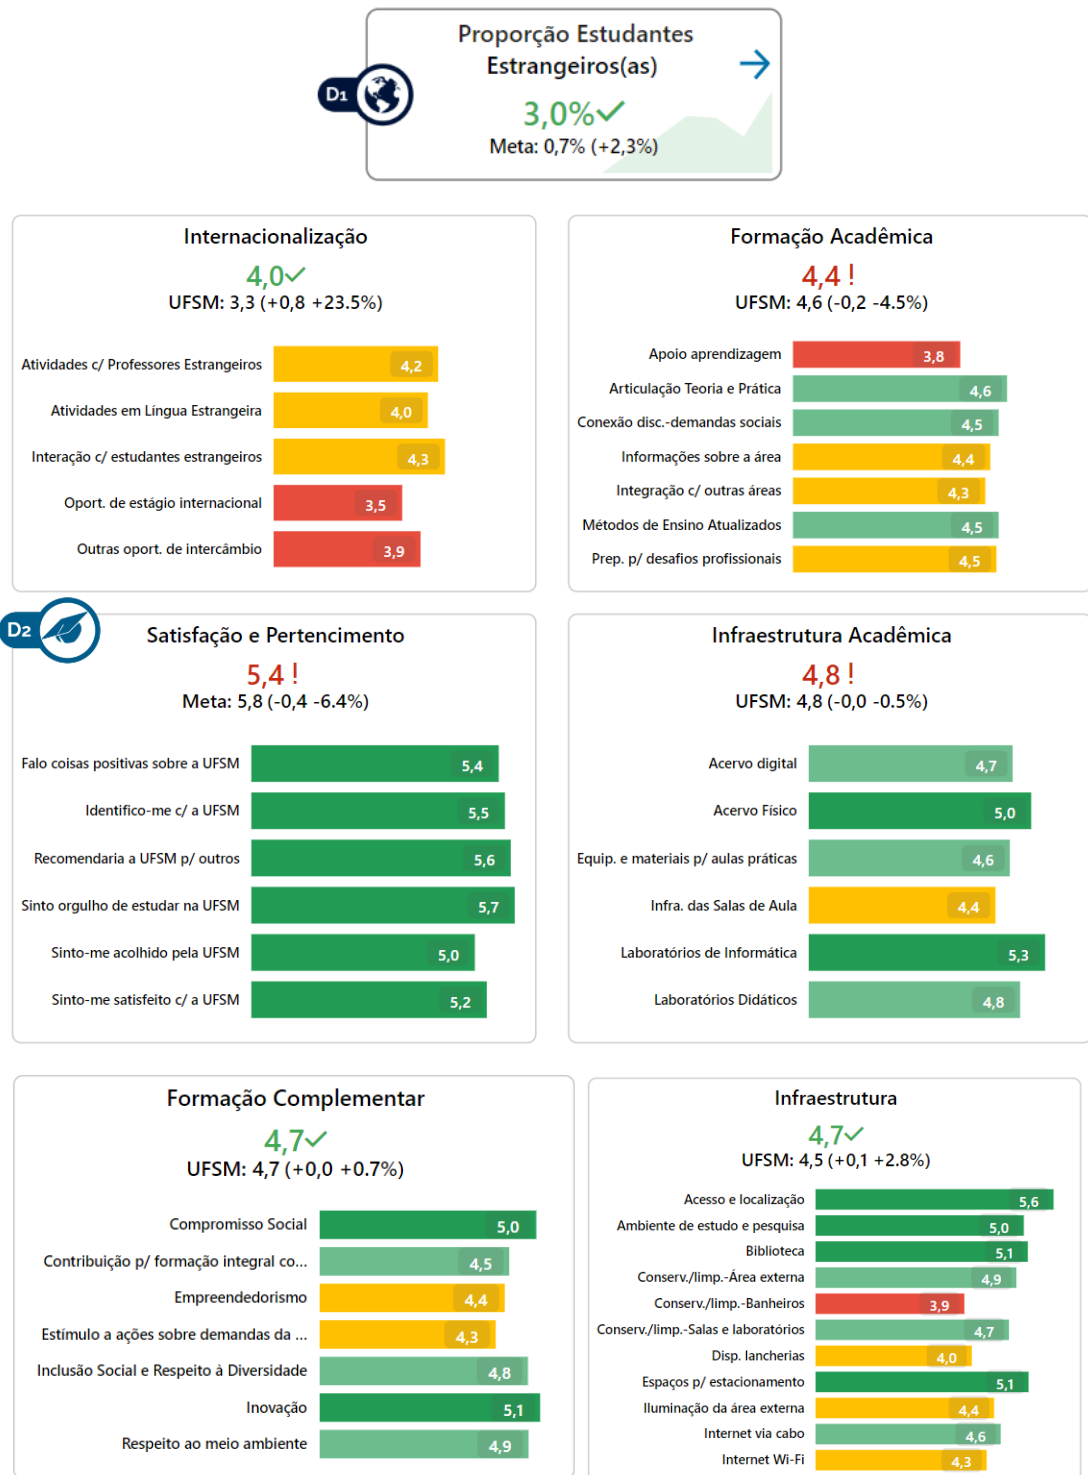 Proporção Estudantes
Estrangeiros(as)
D1
3,0%
Meta: 0,7% (+2,3%)
Internacionalização
4,0
UFSM: 3,3 (+0,8 +23.5%)
Atividades c/ Professores Estrangeiros 4,2
Atividades em Língua Estrangeira 4,0
Interação c/ estudantes estrangeiros 4,3
Oport. de estágio internacional 3,5
Outras oport. de intercâmbio 3,9
Formação Acadêmica
4,4 !
UFSM: 4,6 (-0,2 -4.5%)
Apoio aprendizagem 3,8
Articulação Teoria e Prática 4,6
Conexão disc.-demandas sociais 4,5
Informações sobre a área 4,4
Integração c/ outras áreas 4,3
Métodos de Ensino Atualizados 4,5
Prep. p/ desafios profissionais 4,5
D2
Satisfação e Pertencimento
5,4 !
Meta: 5,8 (-0,4 -6.4%)
Falo coisas positivas sobre a UFSM 5,4
Identifico-me c/ a UFSM 5,5
Recomendaria a UFSM p/ outros 5,6
Sinto orgulho de estudar na UFSM 5,7
Sinto-me acolhido pela UFSM 5,0
Sinto-me satisfeito c/ a UFSM 5,2
Infraestrutura Acadêmica
4,8 !
UFSM: 4,8 (-0,0 -0.5%)
Acervo digital 4,7
Acervo Físico 5,0
Equip. e materiais p/ aulas práticas 4,6
Infra. das Salas de Aula 4,4
Laboratórios de Informática 5,3
Laboratórios Didáticos 4,8
Formação Complementar
4,7
UFSM: 4,7 (+0,0 +0.7%)
Compromisso Social 5,0
Contribuição p/ formação integral co... 4,5
Empreendedorismo 4,4
Estímulo a ações sobre demandas da ... 4,3
Inclusão Social e Respeito à Diversidade 4,8
Inovação 5,1
Respeito ao meio ambiente 4,9
Infraestrutura
4,7
UFSM: 4,5 (+0,1 +2.8%)
Acesso e localização 5,6
Ambiente de estudo e pesquisa 5,0
Biblioteca 5,1
Conserv./limp.-Área externa 4,9
Conserv./limp.-Banheiros 3,9
Conserv./limp.-Salas e laboratórios 4,7
Disp. lancherias 4,0
Espaços p/ estacionamento 5,1
Iluminação da área externa 4,4
Internet via cabo 4,6
Internet Wi-Fi 4,3